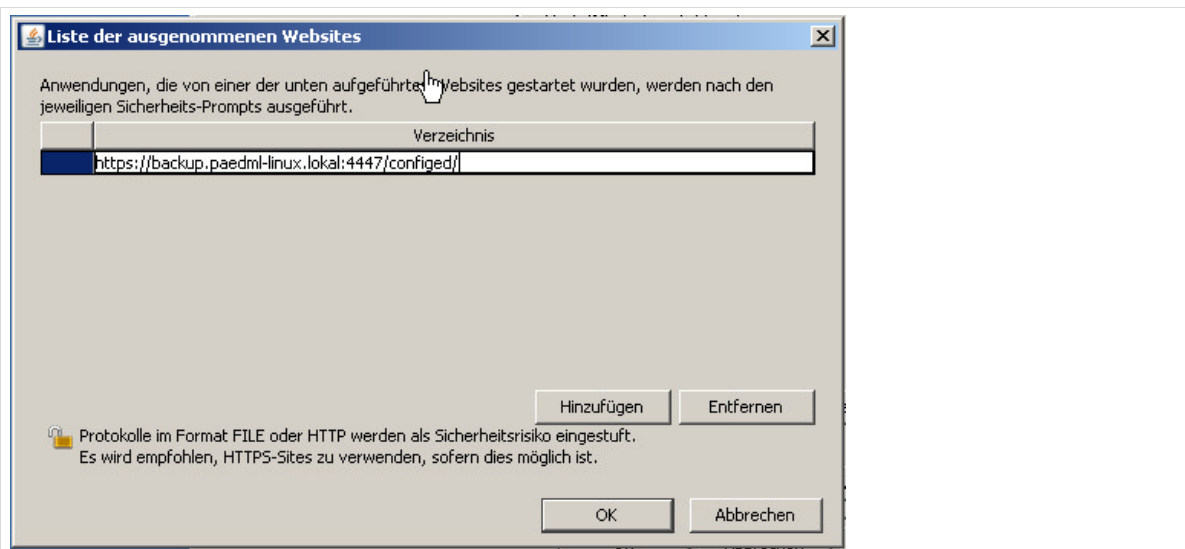 Liste der ausgenommenen Websites
Anwendungen, die von einer der unten aufgeführten Websites gestartet wurden, werden nach den
jeweiligen Sicherheits-Prompts ausgeführt.
Verzeichnis
https://backup.paedml-linux.lokal:4447/configed/
Hinzufügen Entfernen
Protokolle im Format FILE oder HTTP werden als Sicherheitsrisiko eingestuft.
Es wird empfohlen, HTTPS-Sites zu verwenden, sofern dies möglich ist.
OK Abbrechen